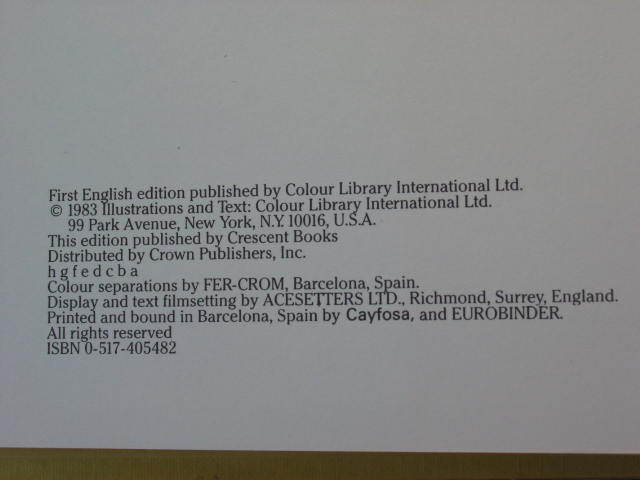 First English edition published by Colour Library International Ltd.
© 1983 Illustrations and Text: Colour Library International Ltd.
99 Park Avenue, New York, N.Y. 10016, U.S.A.
This edition published by Crescent Books
Distributed by Crown Publishers, Inc.
h g f e d c b a
Colour separations by FER-CROM, Barcelona, Spain.
Display and text filmsetting by ACESETTERS LTD., Richmond, Surrey, England.
Printed and bound in Barcelona, Spain by Cayfosa, and EUROBINDER.
All rights reserved
ISBN 0-517-405482